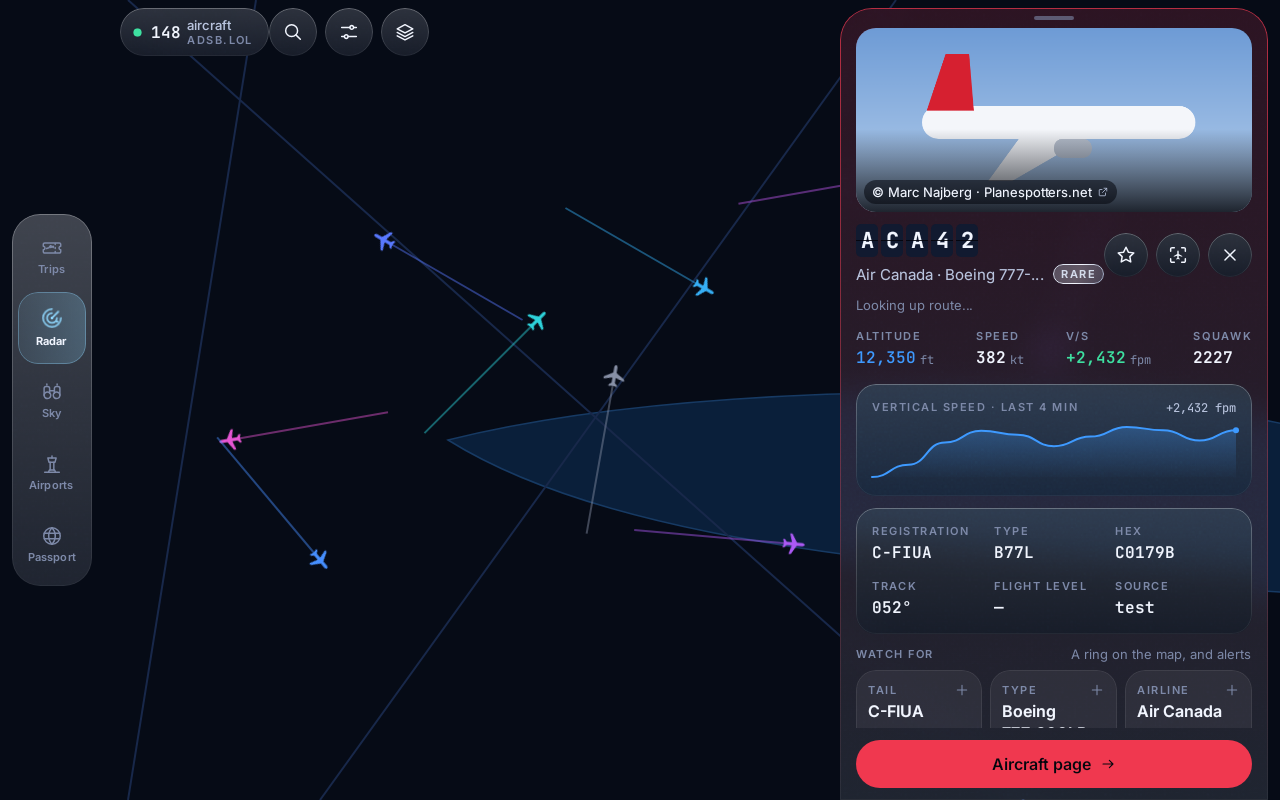 148 aircraft
ADSB.LOL
Trips
Radar
Sky
Airports
Passport
© Marc Najberg · Planespotters.net
ACA42
Air Canada · Boeing 777-... RARE
Looking up route...
ALTITUDE SPEED V/S SQUAWK
12,350 ft 382 kt +2,432 fpm 2227
VERTICAL SPEED · LAST 4 MIN +2,432 fpm
REGISTRATION TYPE HEX
C-FIUA B77L C0179B
TRACK FLIGHT LEVEL SOURCE
052° — test
WATCH FOR A ring on the map, and alerts
TAIL TYPE AIRLINE
C-FIUA Boeing Air Canada
Aircraft page →